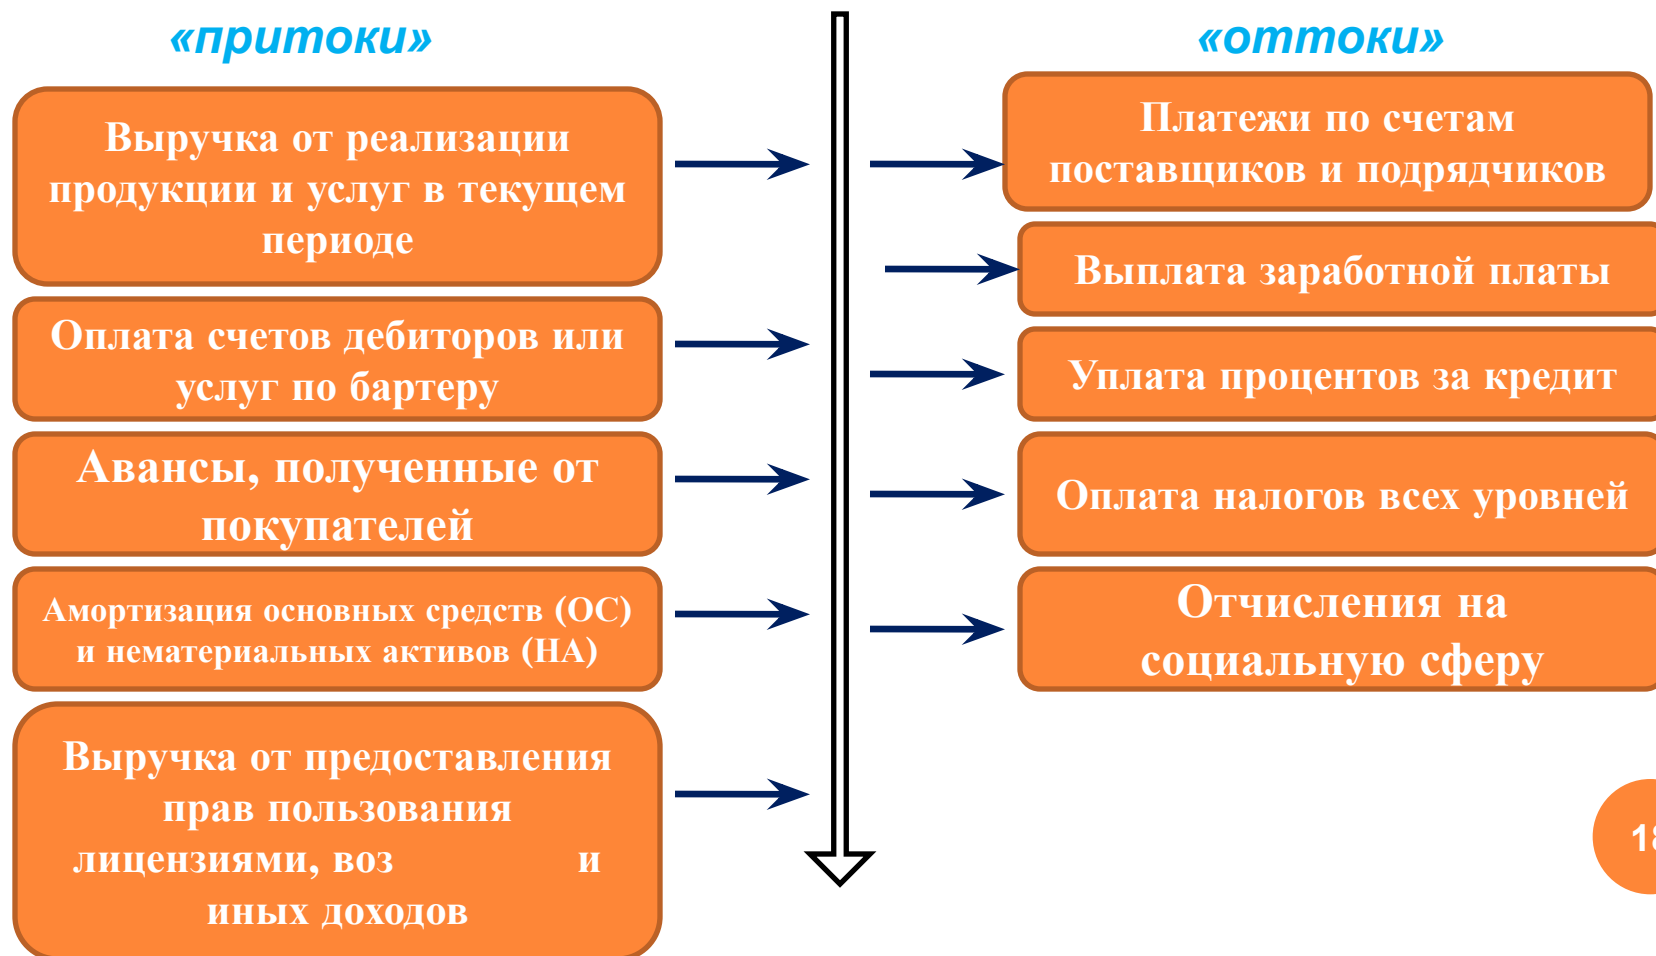 «притоки»
Выручка от реализации
продукции и услуг в текущем
периоде
Оплата счетов дебиторов или
услуг по бартеру
Авансы, полученные от
покупателей
Амортизация основных средств (ОС)
и нематериальных активов (НА)
Выручка от предоставления
прав пользования
лицензиями, воз и
иных доходов
«оттоки»
Платежи по счетам
поставщиков и подрядчиков
Выплата заработной платы
Уплата процентов за кредит
Оплата налогов всех уровней
Отчисления на
социальную сферу